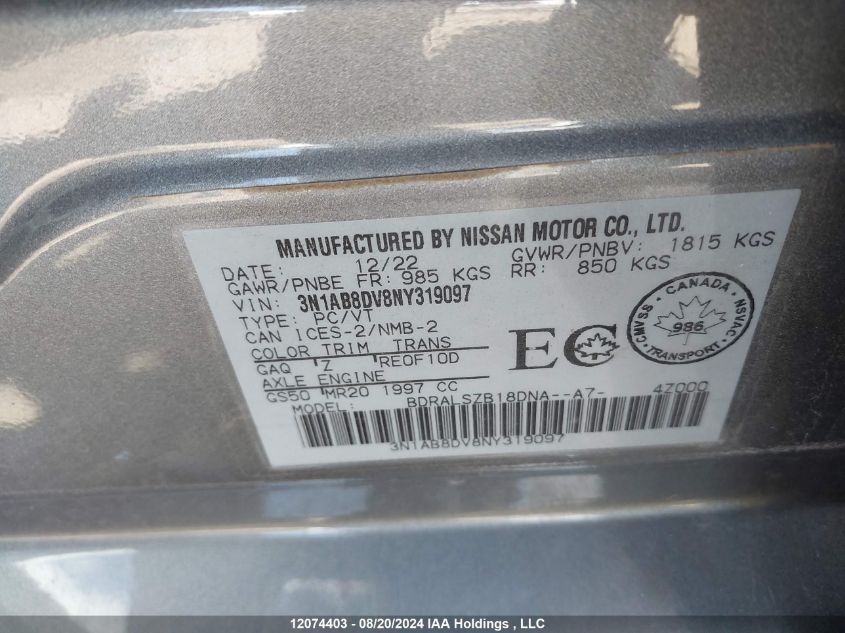 MANUFACTURED BY NISSAN MOTOR CO., LTD.
DATE: 12/22 GVWR/PNBV: 1815 KGS
GAWR/PNBE FR: 985 KGS RR: 850 KGS
VIN: 3N1AB8DV8NY319097
TYPE: PC/VT
CAN ICES-2/NMB-2
COLOR TRIM TRANS
GAQ Z RE0F10D
AXLE ENGINE
GS50 MR20 1997 CC
MODEL: BDRALSZB18DNA--A7- 4Z000
3N1AB8DV8NY319097
EC
CANADA
CMVSS 986 NSVAC
TRANSPORT
12074403 - 08/20/2024 IAA Holdings , LLC